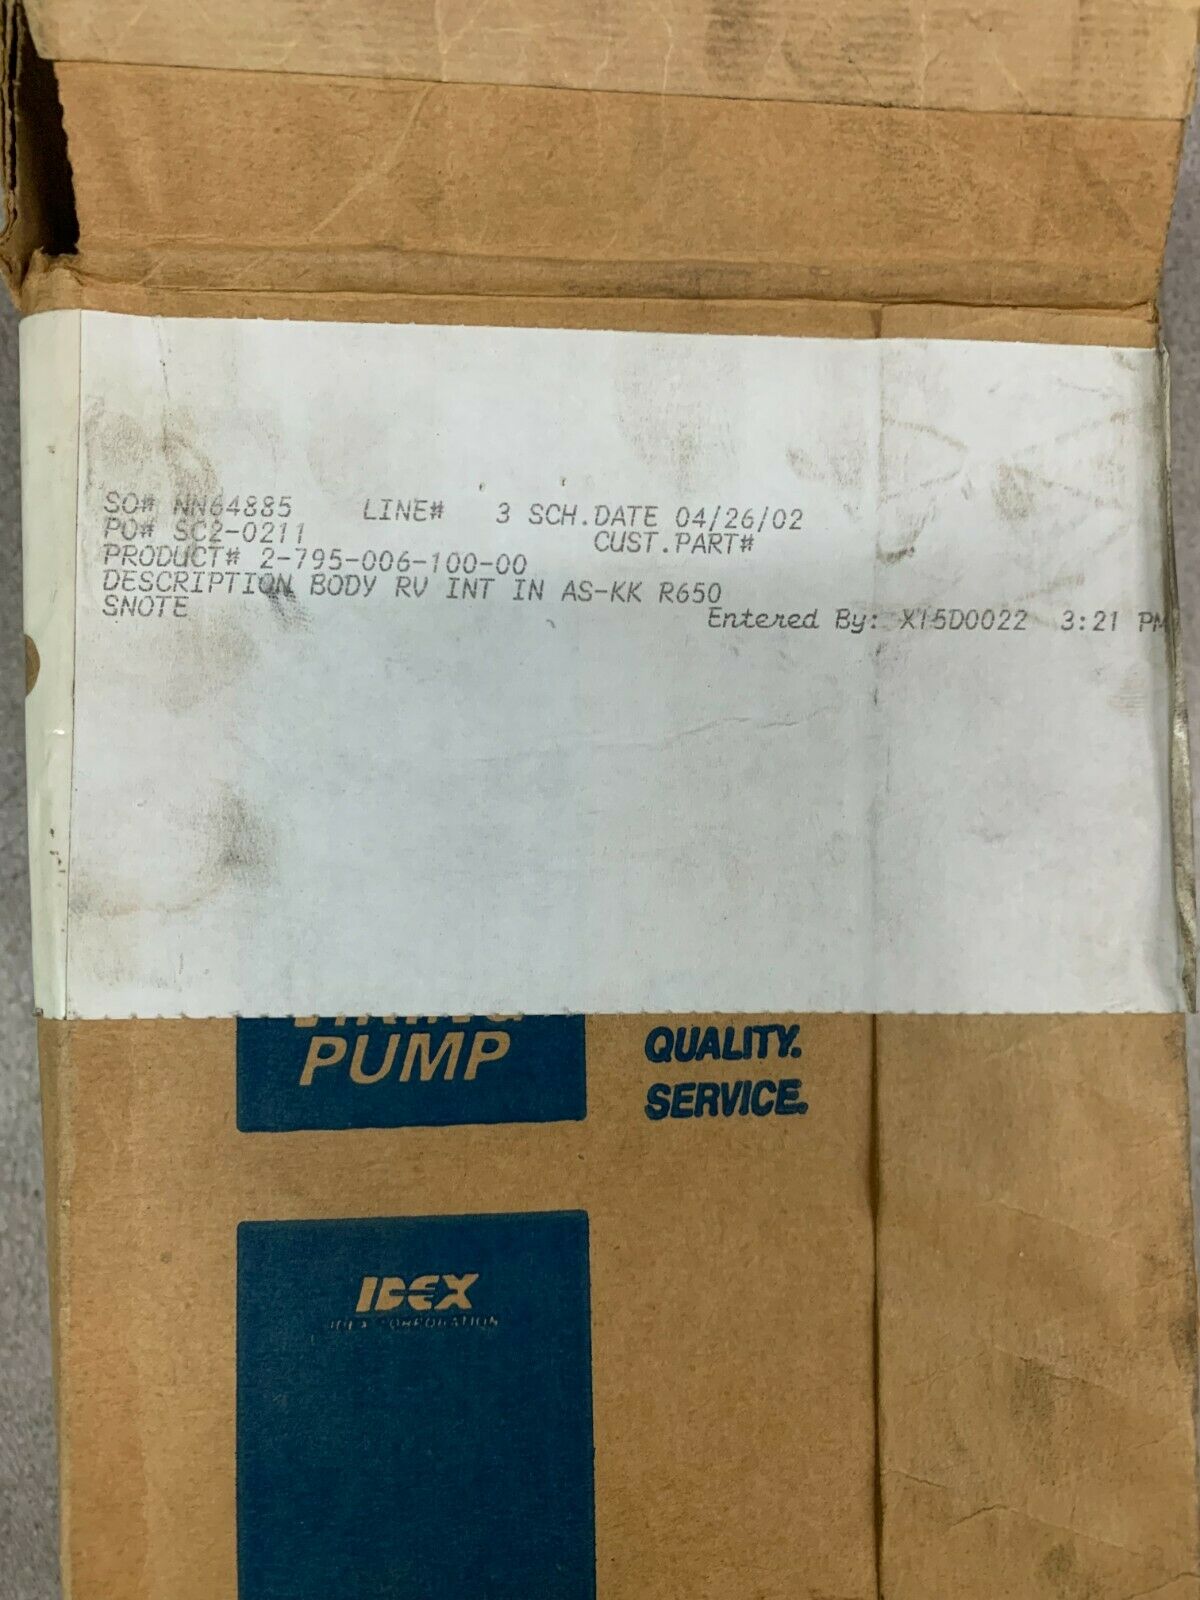 SO# NN64885 LINE# 3 SCH.DATE 04/26/02
PO# SC2-0211 CUST.PART#
PRODUCT# 2-795-006-100-00
DESCRIPTION BODY RV INT IN AS-KK R650
SNOTE Entered By: X15D0022 3:21 PM
PUMP
QUALITY.
SERVICE.
IDEX
IDEX CORPORATION